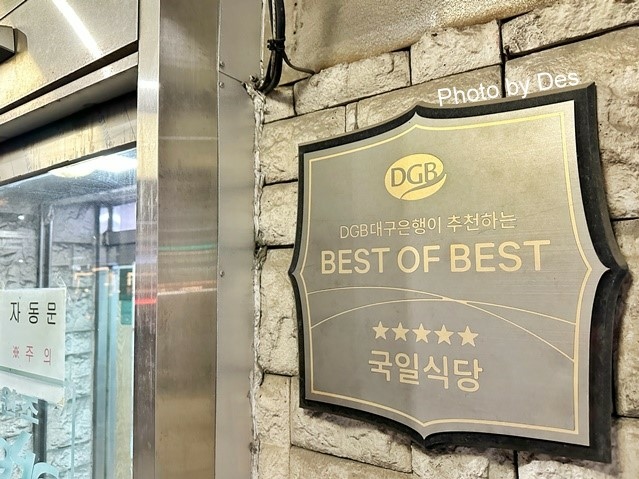 Photo by Des
DGB
DGB대구은행이 추천하는
BEST OF BEST
★★★★★
국일식당
자동문
※주의